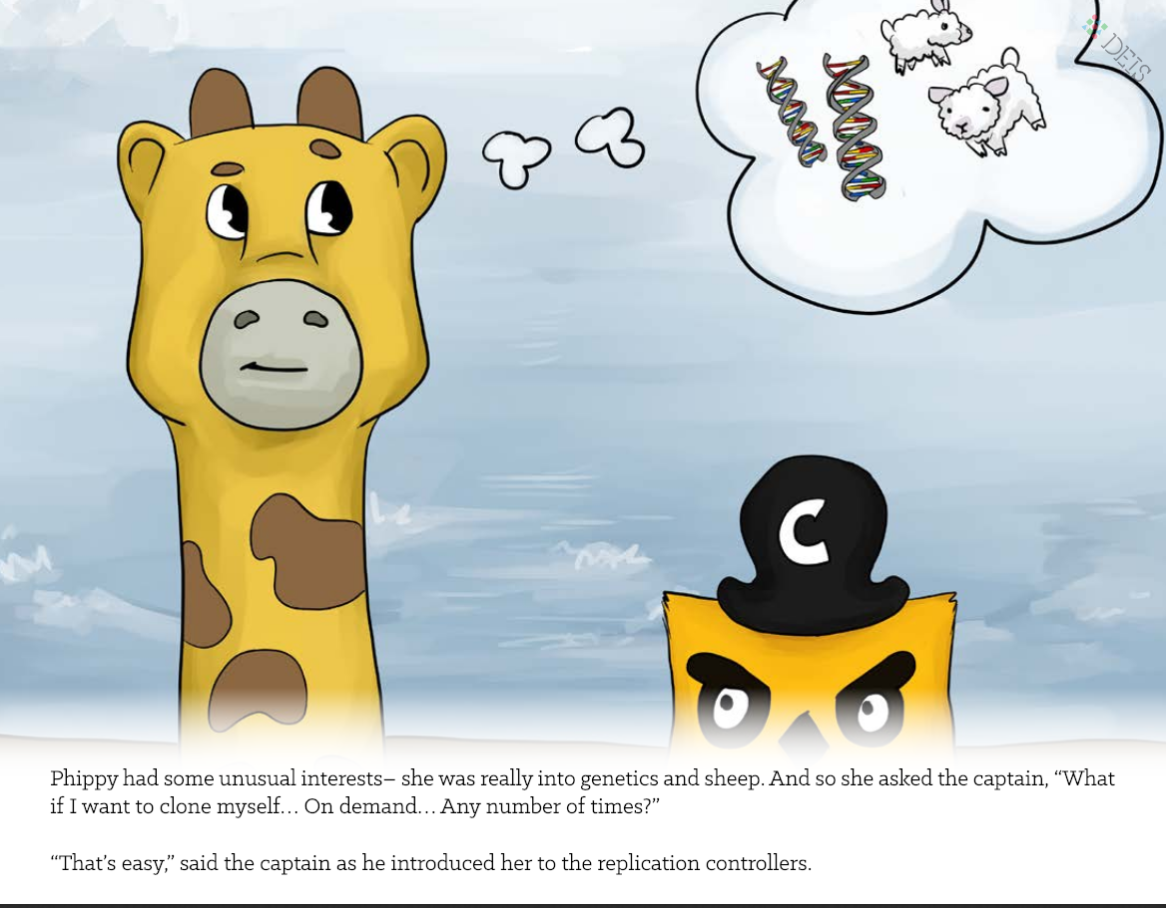 DEIS
C
Phippy had some unusual interests– she was really into genetics and sheep. And so she asked the captain, “What
if I want to clone myself… On demand… Any number of times?”
“That’s easy,” said the captain as he introduced her to the replication controllers.